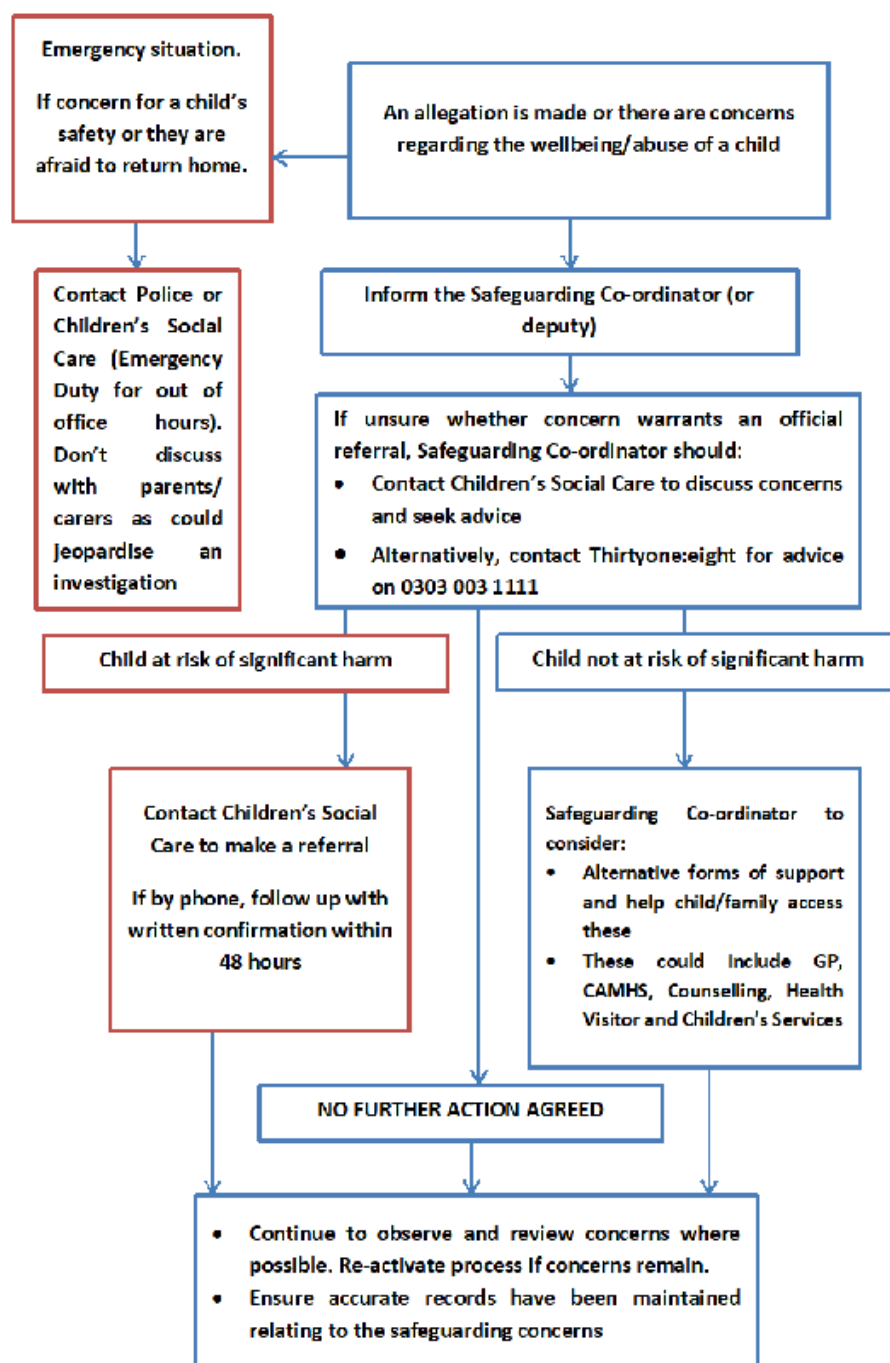 Emergency situation.
If concern for a child's
safety or they are
afraid to return home.
An allegation is made or there are concerns
regarding the wellbeing/abuse of a child
Contact Police or
Children's Social
Care (Emergency
Duty for out of
office hours).
Don't discuss
with parents/
carers as could
jeopardise an
investigation
Inform the Safeguarding Co-ordinator (or
deputy)
If unsure whether concern warrants an official
referral, Safeguarding Co-ordinator should:
• Contact Children's Social Care to discuss concerns
and seek advice
• Alternatively, contact Thirtyone:eight for advice
on 0303 003 1111
Child at risk of significant harm
Child not at risk of significant harm
Contact Children's Social
Care to make a referral
If by phone, follow up with
written confirmation within
48 hours
Safeguarding Co-ordinator to
consider:
• Alternative forms of support
and help child/family access
these
• These could include GP,
CAMHS, Counselling, Health
Visitor and Children's Services
NO FURTHER ACTION AGREED
• Continue to observe and review concerns where
possible. Re-activate process if concerns remain.
• Ensure accurate records have been maintained
relating to the safeguarding concerns